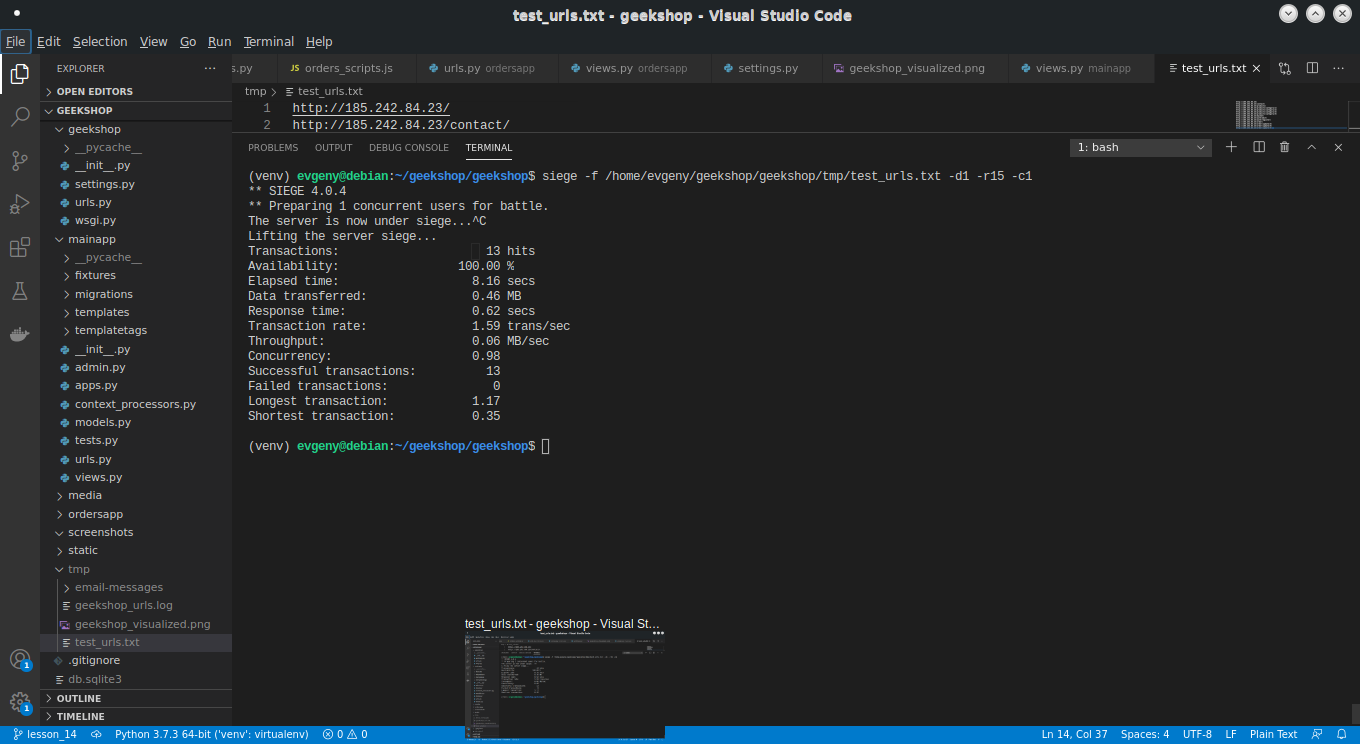 test_urls.txt - geekshop - Visual Studio Code
File Edit Selection View Go Run Terminal Help
EXPLORER ···
s.py
JS orders_scripts.js
urls.py ordersapp
views.py ordersapp
settings.py
geekshop_visualized.png
views.py mainapp
test_urls.txt
OPEN EDITORS
GEEKSHOP
geekshop
__pycache__
__init__.py
settings.py
urls.py
wsgi.py
mainapp
__pycache__
fixtures
migrations
templates
templatetags
__init__.py
admin.py
apps.py
context_processors.py
models.py
tests.py
urls.py
views.py
media
ordersapp
screenshots
static
tmp
email-messages
geekshop_urls.log
geekshop_visualized.png
test_urls.txt
.gitignore
db.sqlite3
OUTLINE
TIMELINE
1
1
tmp > test_urls.txt
1 http://185.242.84.23/
2 http://185.242.84.23/contact/
PROBLEMS OUTPUT DEBUG CONSOLE TERMINAL 1: bash
(venv) evgeny@debian:~/geekshop/geekshop$ siege -f /home/evgeny/geekshop/geekshop/tmp/test_urls.txt -d1 -r15 -c1
** SIEGE 4.0.4
** Preparing 1 concurrent users for battle.
The server is now under siege...^C
Lifting the server siege...
Transactions: 13 hits
Availability: 100.00 %
Elapsed time: 8.16 secs
Data transferred: 0.46 MB
Response time: 0.62 secs
Transaction rate: 1.59 trans/sec
Throughput: 0.06 MB/sec
Concurrency: 0.98
Successful transactions: 13
Failed transactions: 0
Longest transaction: 1.17
Shortest transaction: 0.35
(venv) evgeny@debian:~/geekshop/geekshop$
test_urls.txt - geekshop - Visual St...
lesson_14 Python 3.7.3 64-bit ('venv': virtualenv) 0 0 Ln 14, Col 37 Spaces: 4 UTF-8 LF Plain Text